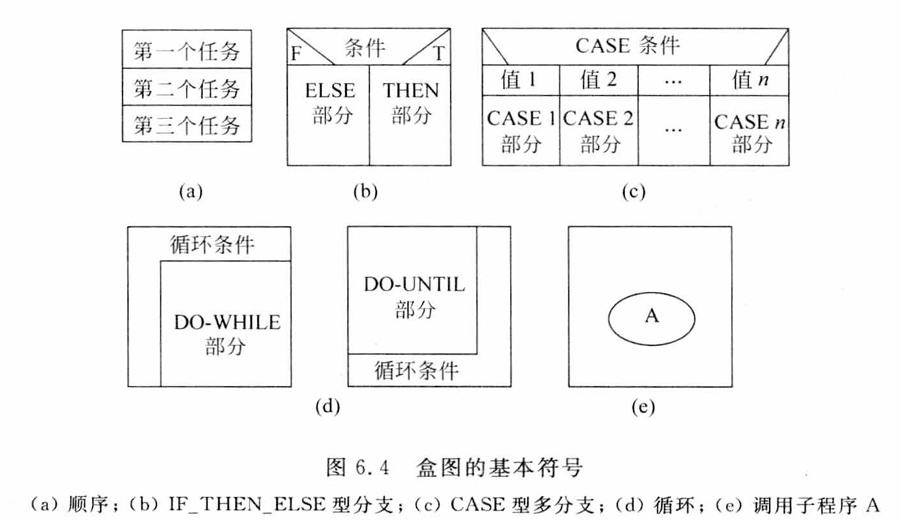 第一个任务
第二个任务
第三个任务
(a)
条件
F
T
ELSE
部分
THEN
部分
(b)
CASE 条件
值 1
值 2
…
值 n
CASE 1
部分
CASE 2
部分
…
CASE n
部分
(c)
循环条件
DO-WHILE
部分
DO-UNTIL
部分
循环条件
(d)
A
(e)
图 6.4 盒图的基本符号
(a) 顺序；(b) IF_THEN_ELSE 型分支；(c) CASE 型多分支；(d) 循环；(e) 调用子程序 A